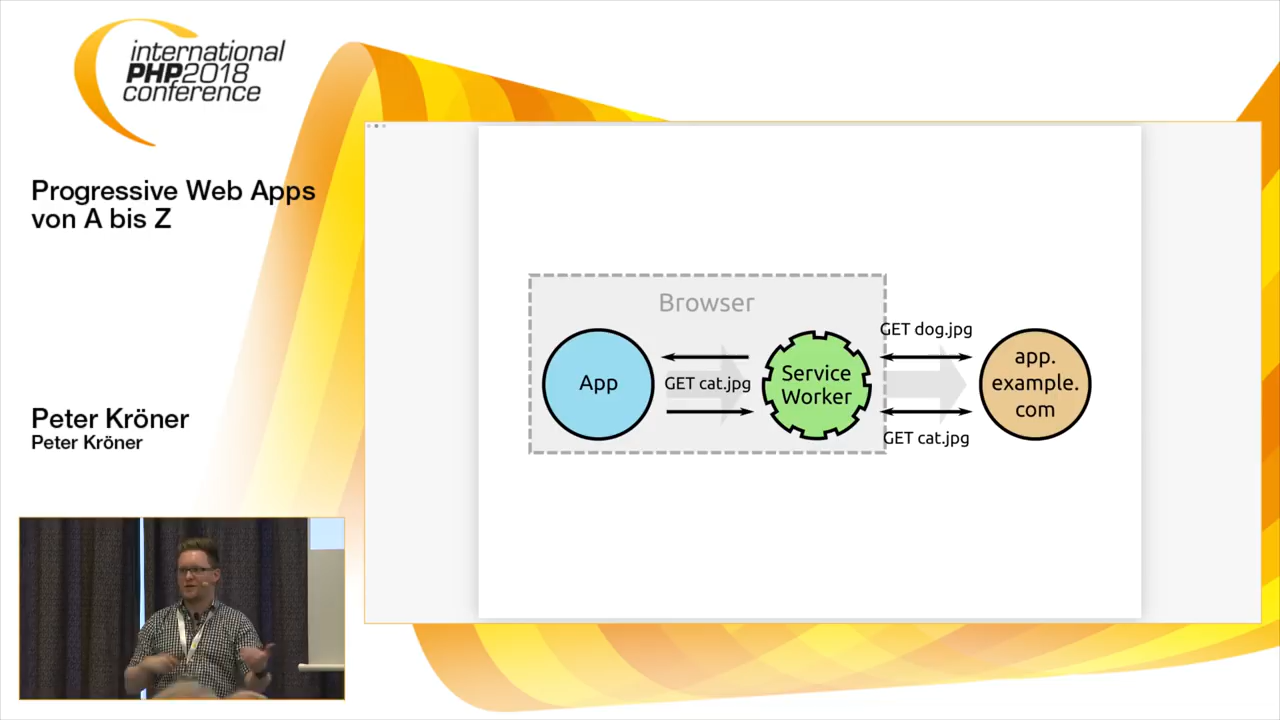 international
PHP2018
conference
Progressive Web Apps
von A bis Z
Peter Kröner
Peter Kröner
Browser
App
GET cat.jpg
Service
Worker
GET dog.jpg
GET cat.jpg
app.
example.
com